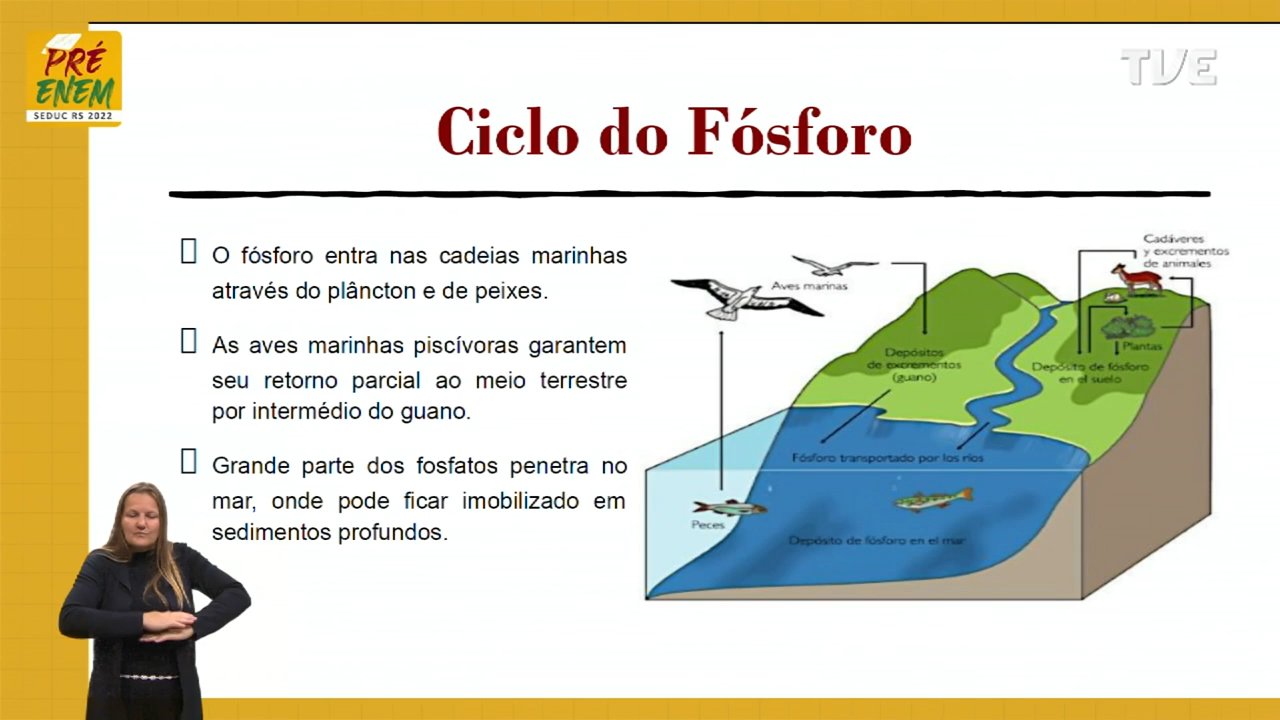 PRÉ
ENEM
SEDUC RS 2022
TVE
Ciclo do Fósforo
O fósforo entra nas cadeias marinhas
através do plâncton e de peixes.
As aves marinhas piscívoras garantem
seu retorno parcial ao meio terrestre
por intermédio do guano.
Grande parte dos fosfatos penetra no
mar, onde pode ficar imobilizado em
sedimentos profundos.
Cadáveres
y excrementos
de animales
Aves marinas
Plantas
Depósitos
de excrementos
(guano)
Depósito de fósforo
en el suelo
Fósforo transportado por los ríos
Peces
Depósito de fósforo en el mar